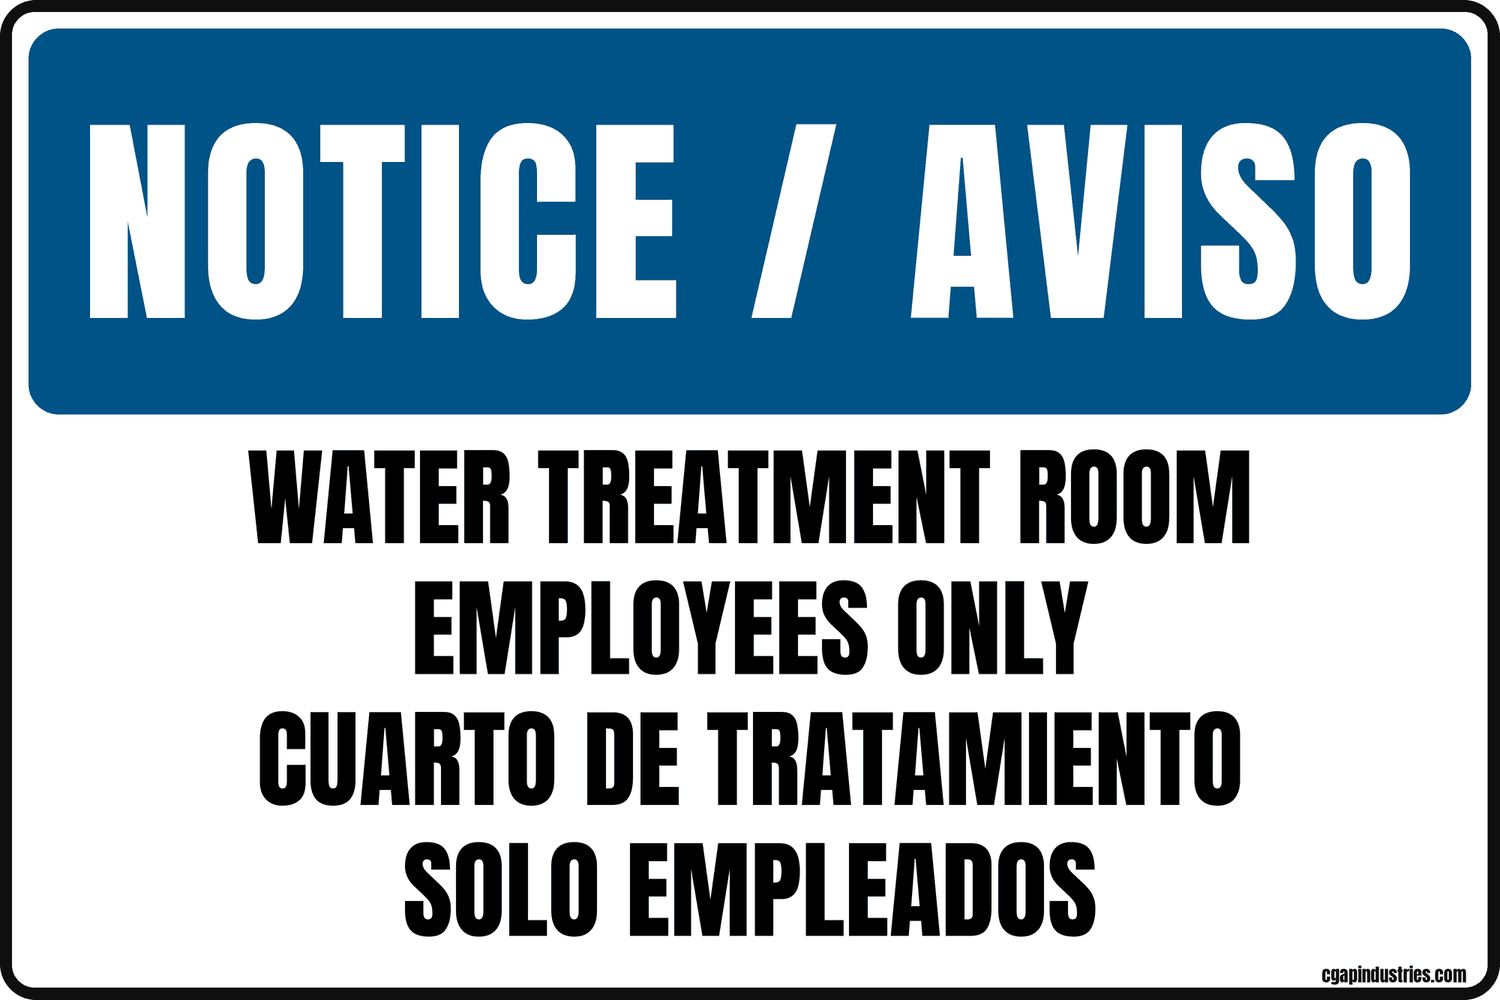 NOTICE / AVISO
WATER TREATMENT ROOM
EMPLOYEES ONLY
CUARTO DE TRATAMIENTO
SOLO EMPLEADOS
cgapindustries.com